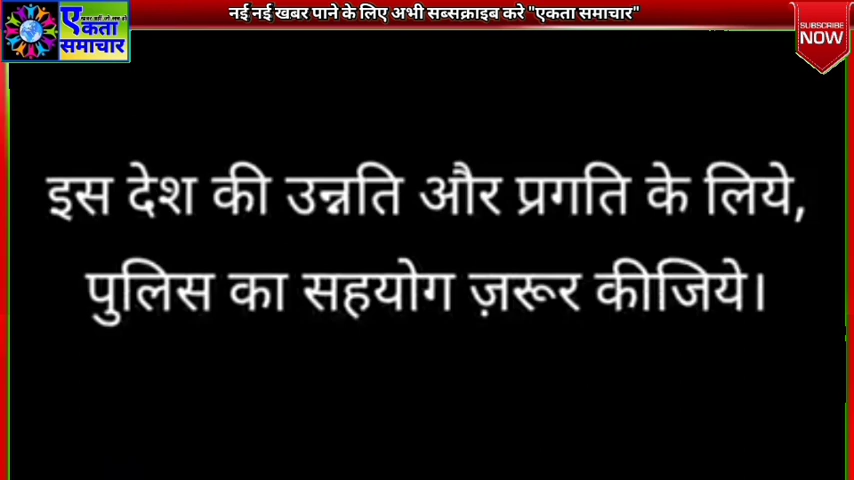 नई नई खबर पाने के लिए अभी सब्सक्राइब करे "एकता समाचार"
एकता
समाचार
SUBSCRIBE
NOW
इस देश की उन्नति और प्रगति के लिये,
पुलिस का सहयोग ज़रूर कीजिये।